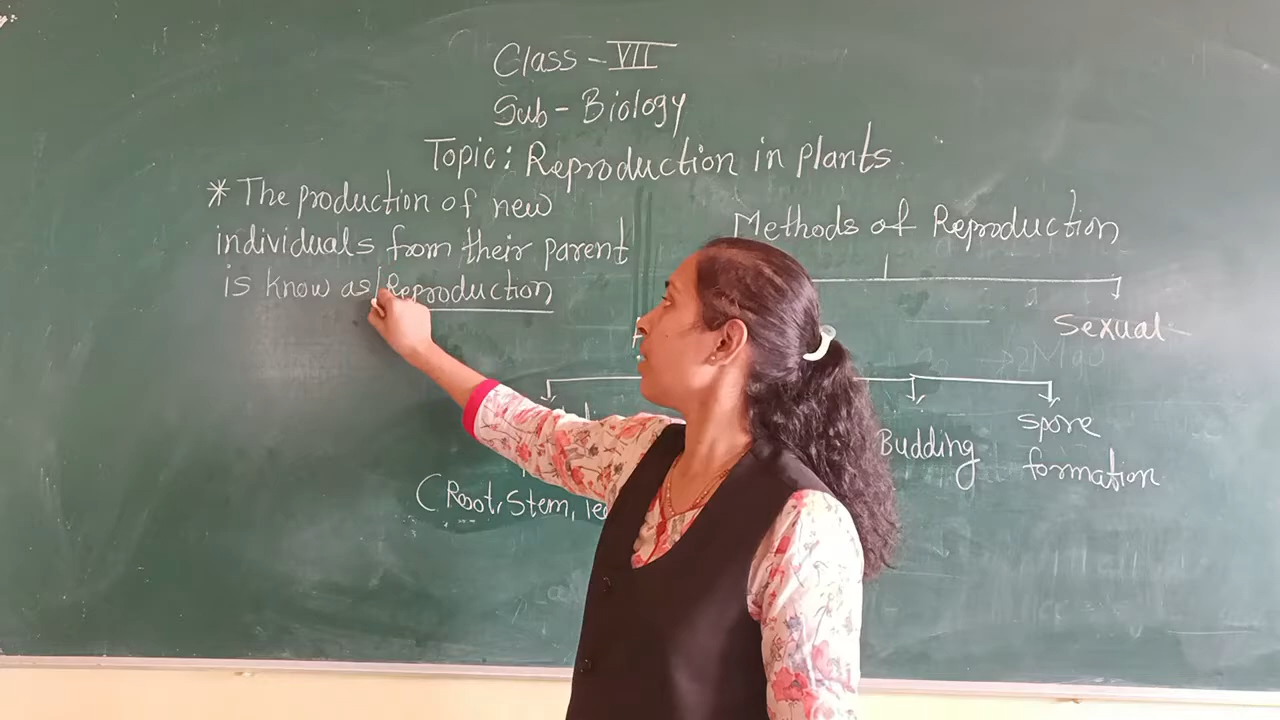 Class - VII
Sub - Biology
Topic : Reproduction in plants.
* The production of new
individuals from their parent
is know as Reproduction
Methods of Reproduction
Sexual
Budding
Spore
formation
(Root, Stem,